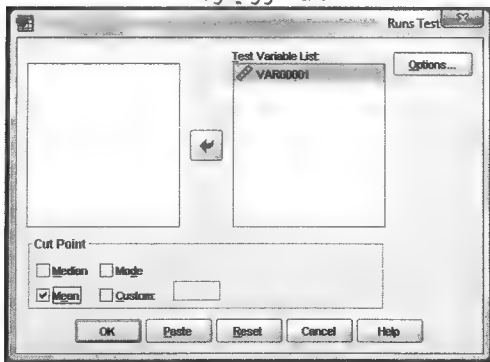 Runs Test
Test Variable List:
VAR00001
Options...
Cut Point
Median Mode
Mean Custom:
OK Paste Reset Cancel Help